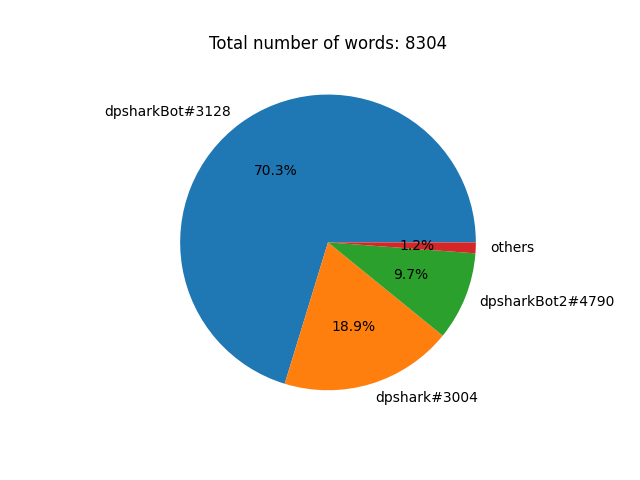 Total number of words: 8304
dpsharkBot#3128
70.3%
1.2%
others
9.7%
dpsharkBot2#4790
18.9%
dpshark#3004